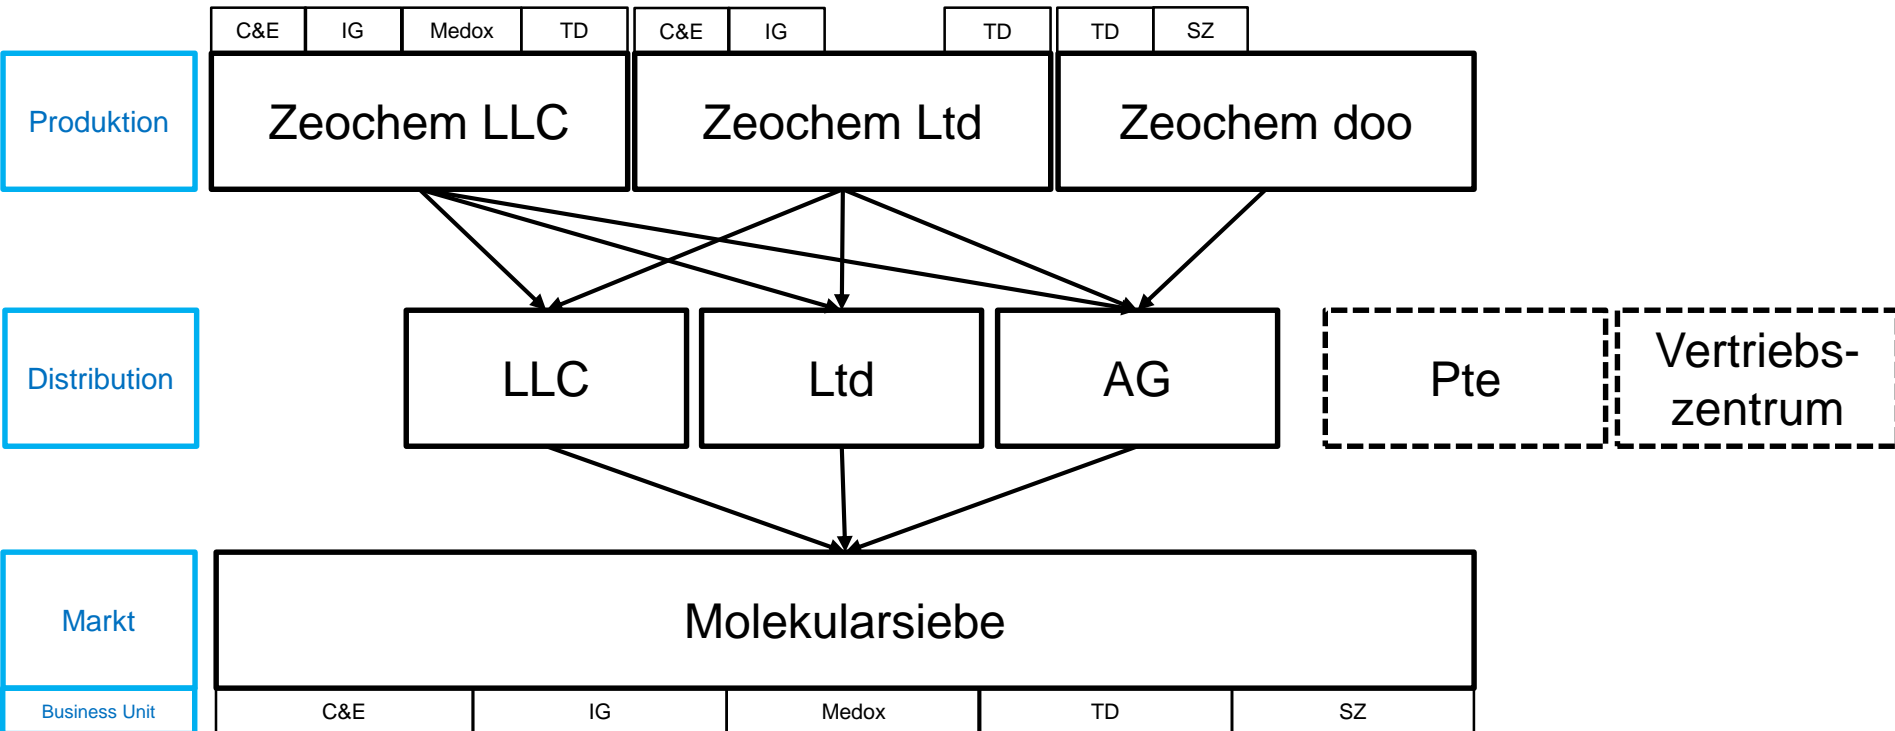 C&E IG Medox TD C&E IG TD TD SZ
Produktion Zeochem LLC Zeochem Ltd Zeochem doo
Distribution LLC Ltd AG Pte Vertriebs-
zentrum
Markt Molekularsiebe
Business Unit C&E IG Medox TD SZ